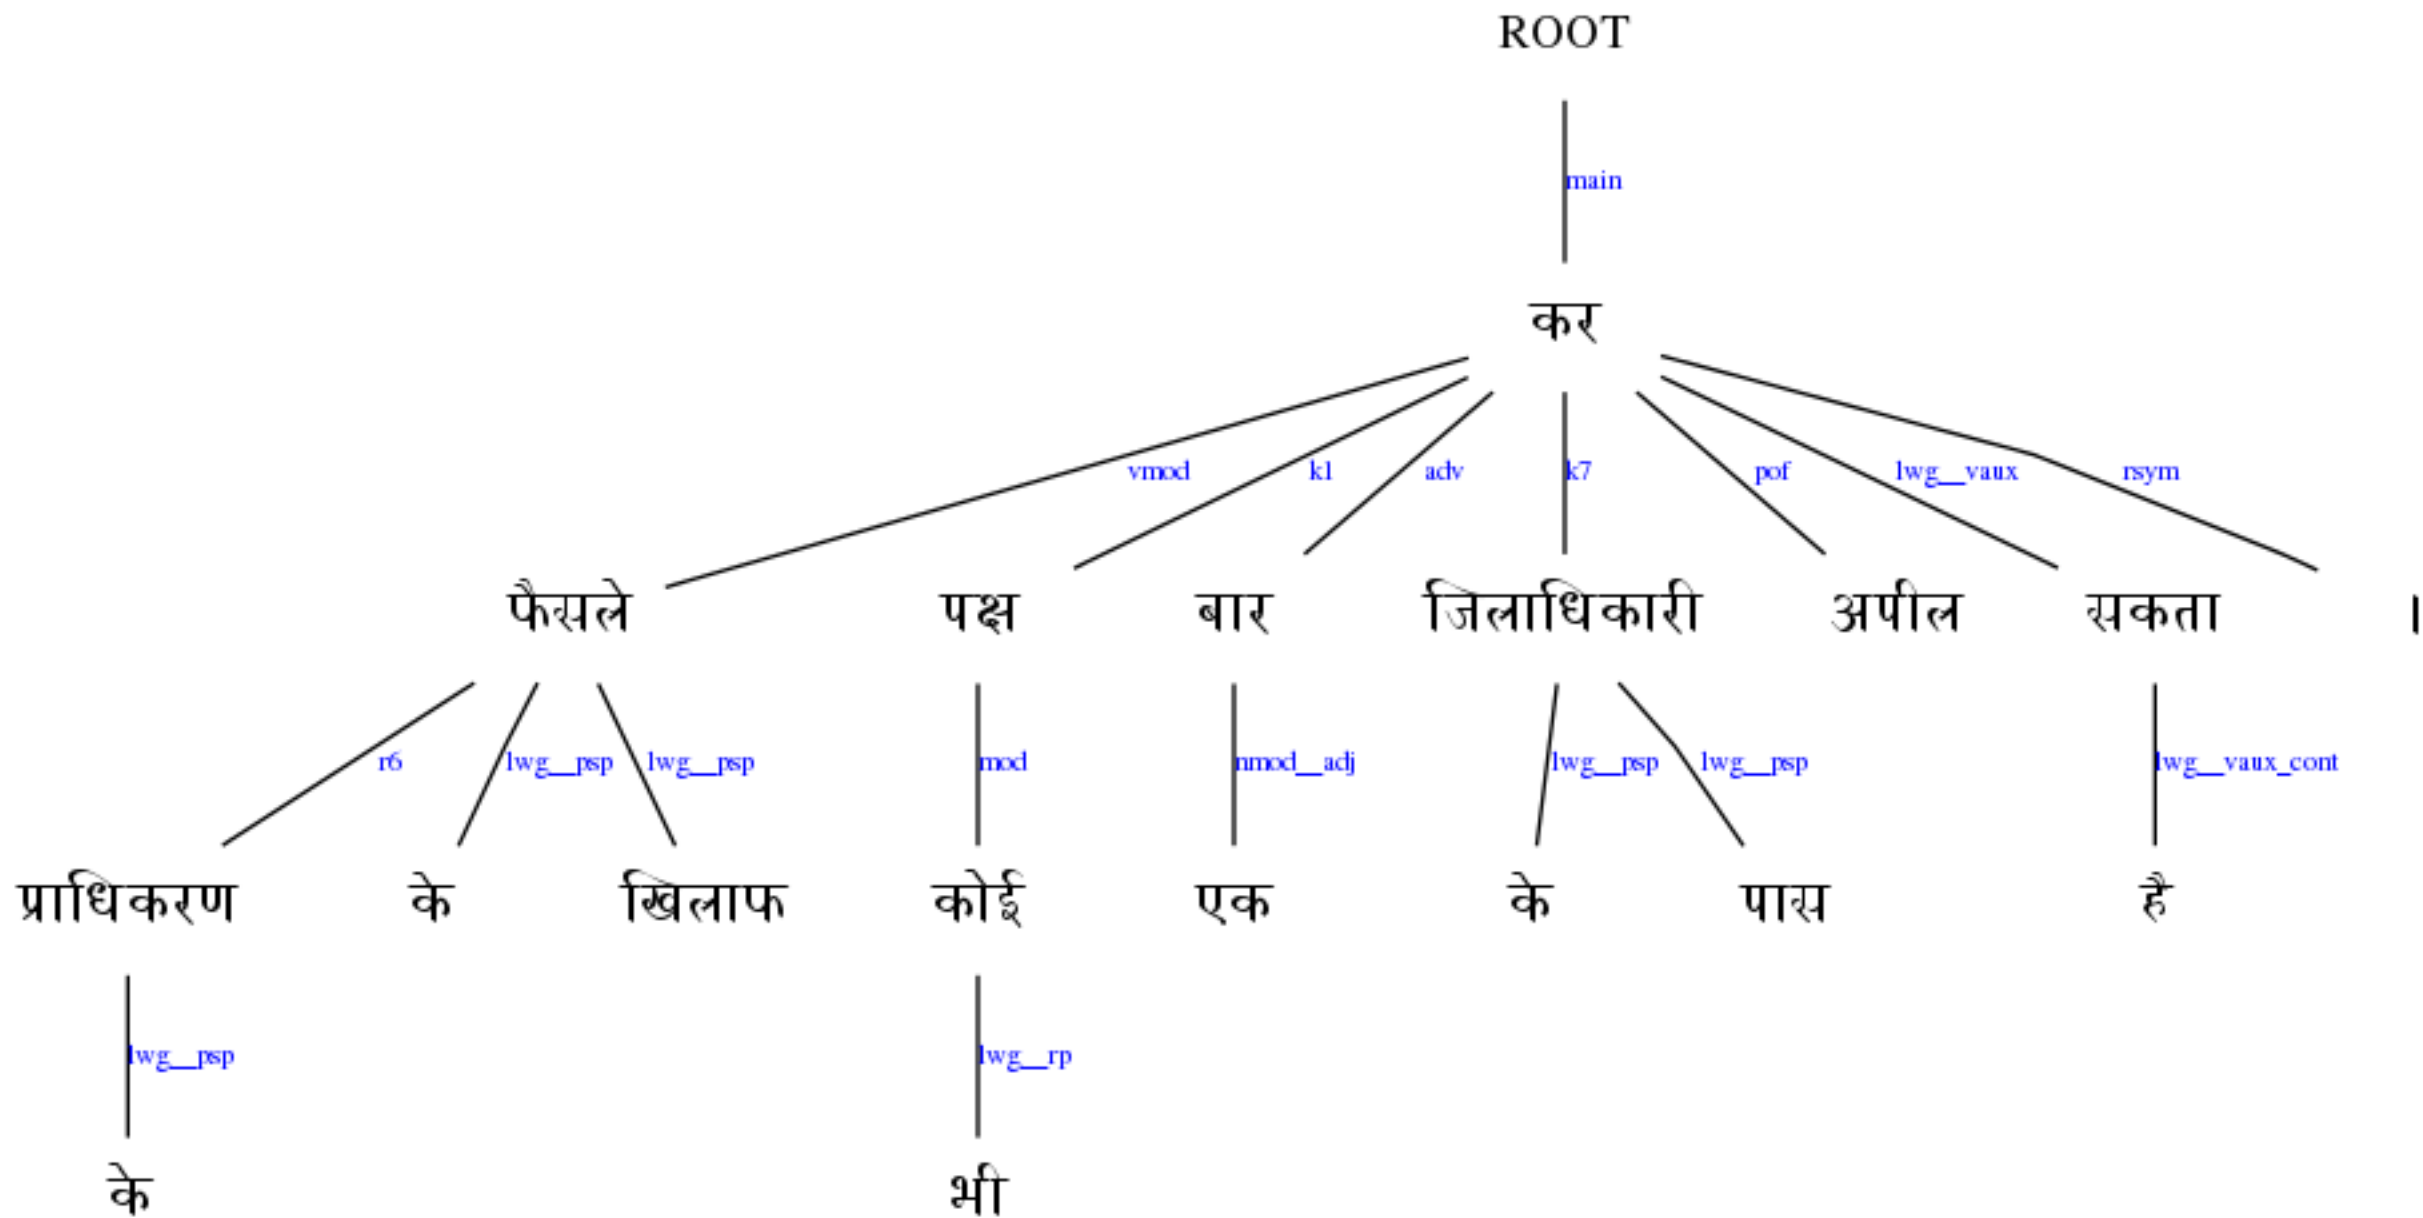 ROOT
main
कर
vmod k1 adv k7 pof lwg__vaux rsym
फैसले पक्ष बार जिलाधिकारी अपील सकता ।
r6 lwg__psp lwg__psp mod nmod__adj lwg__psp lwg__psp lwg__vaux_cont
प्राधिकरण के खिलाफ कोई एक के पास है
lwg__psp lwg__rp
के भी